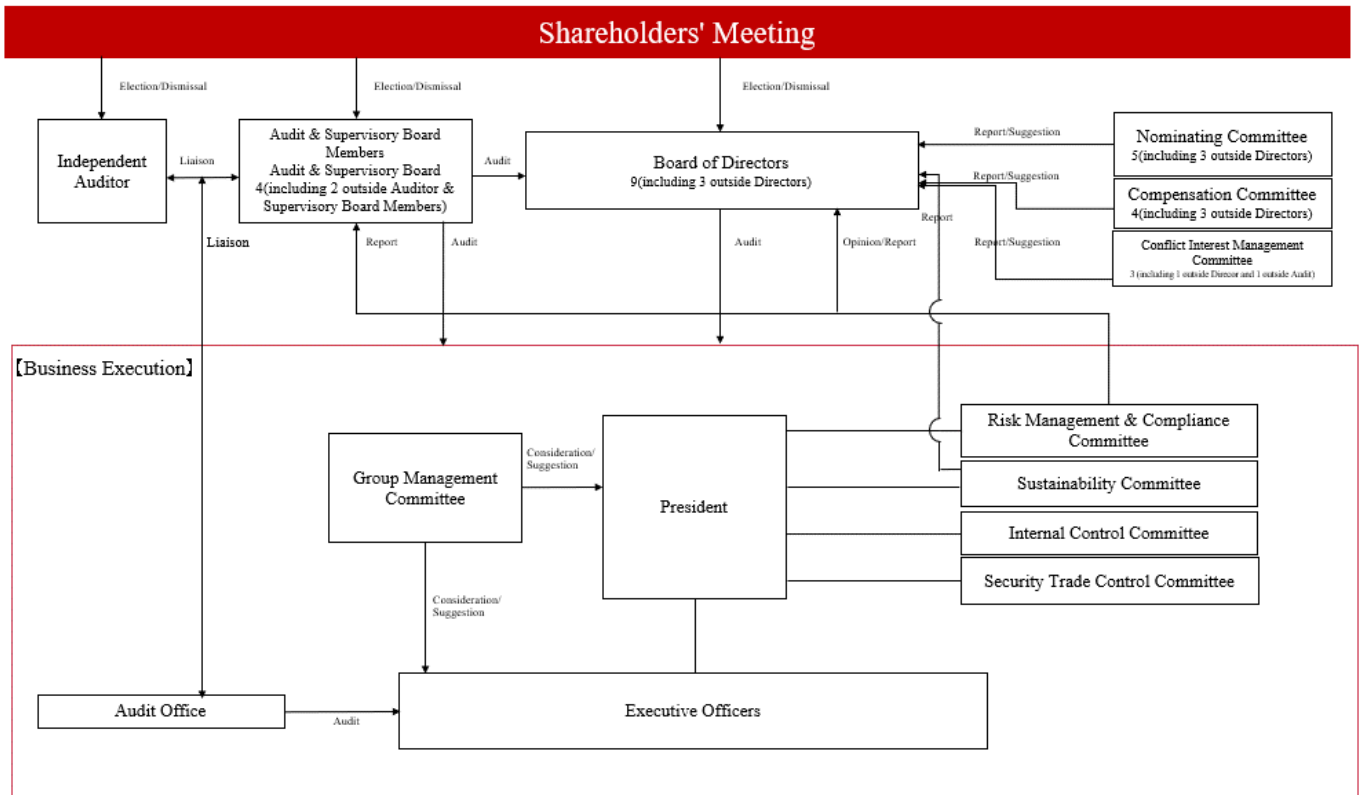 Shareholders' Meeting
Election/Dismissal
Election/Dismissal
Election/Dismissal
Independent
Auditor
Liaison
Audit & Supervisory Board
Members
Audit & Supervisory Board
4(including 2 outside Auditor &
Supervisory Board Members)
Audit
Board of Directors
9(including 3 outside Directors)
Report/Suggestion
Nominating Committee
5(including 3 outside Directors)
Report/Suggestion
Compensation Committee
4(including 3 outside Directors)
Report
Liaison
Report
Audit
Audit
Opinion/Report
Report/Suggestion
Conflict Interest Management
Committee
3 (including 1 outside Direcor and 1 outside Audit)
【Business Execution】
Group Management
Committee
Consideration/
Suggestion
President
Risk Management & Compliance
Committee
Sustainability Committee
Internal Control Committee
Security Trade Control Committee
Consideration/
Suggestion
Audit Office
Audit
Executive Officers